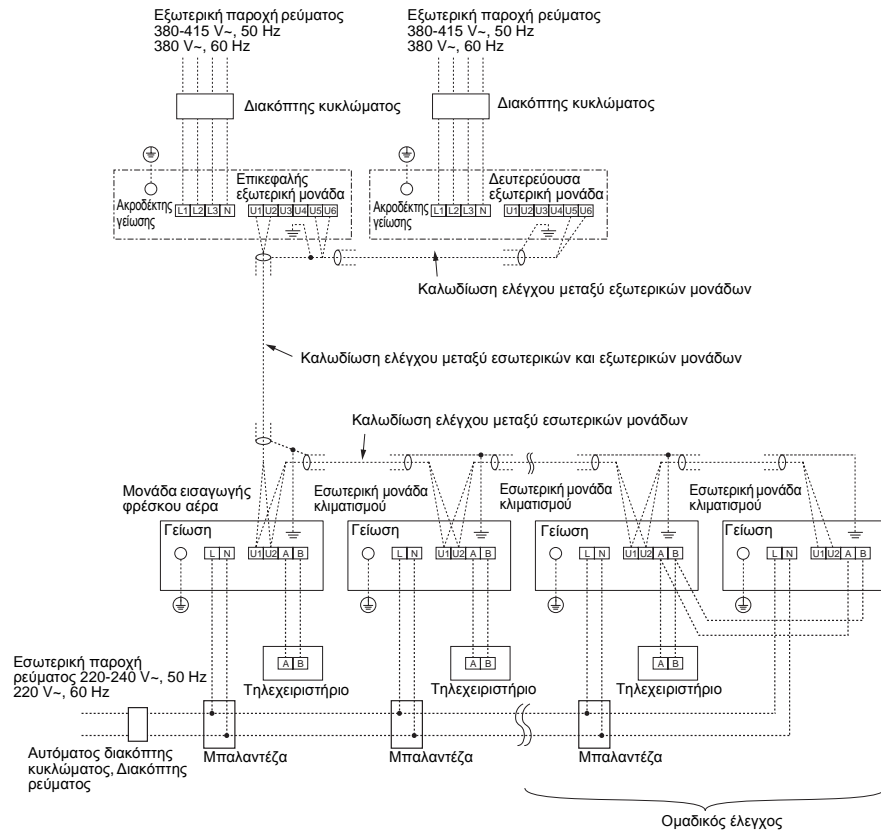 Εξωτερική παροχή ρεύματος
380-415 V~, 50 Hz
380 V~, 60 Hz
Εξωτερική παροχή ρεύματος
380-415 V~, 50 Hz
380 V~, 60 Hz
Διακόπτης κυκλώματος
Διακόπτης κυκλώματος
Επικεφαλής
εξωτερική μονάδα
Ακροδέκτης
γείωσης
L1 L2 L3 N
U1 U2 U3 U4 U5 U6
Δευτερεύουσα
εξωτερική μονάδα
Ακροδέκτης
γείωσης
L1 L2 L3 N
U1 U2 U3 U4 U5 U6
Καλωδίωση ελέγχου μεταξύ εξωτερικών μονάδων
Καλωδίωση ελέγχου μεταξύ εσωτερικών και εξωτερικών μονάδων
Καλωδίωση ελέγχου μεταξύ εσωτερικών μονάδων
Μονάδα εισαγωγής
φρέσκου αέρα
Εσωτερική μονάδα
κλιματισμού
Εσωτερική μονάδα
κλιματισμού
Εσωτερική μονάδα
κλιματισμού
Γείωση
L N
U1 U2 A B
Γείωση
L N
U1 U2 A B
Γείωση
L N
U1 U2 A B
Γείωση
L N
U1 U2 A B
A B
Τηλεχειριστήριο
A B
Τηλεχειριστήριο
A B
Τηλεχειριστήριο
Εσωτερική παροχή
ρεύματος 220-240 V~, 50 Hz
220 V~, 60 Hz
Αυτόματος διακόπτης
κυκλώματος, Διακόπτης
ρεύματος
Μπαλαντέζα
Μπαλαντέζα
Μπαλαντέζα
Ομαδικός έλεγχος